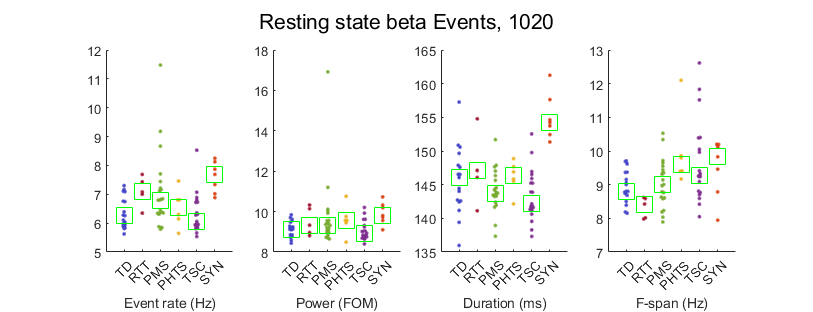 Resting state beta Events, 1020
12
11
10
9
8
7
6
5
TD
RTT
PMS
PHTS
TSC
SYN
Event rate (Hz)
18
16
14
12
10
8
TD
RTT
PMS
PHTS
TSC
SYN
Power (FOM)
165
160
155
150
145
140
135
TD
RTT
PMS
PHTS
TSC
SYN
Duration (ms)
13
12
11
10
9
8
7
TD
RTT
PMS
PHTS
TSC
SYN
F-span (Hz)